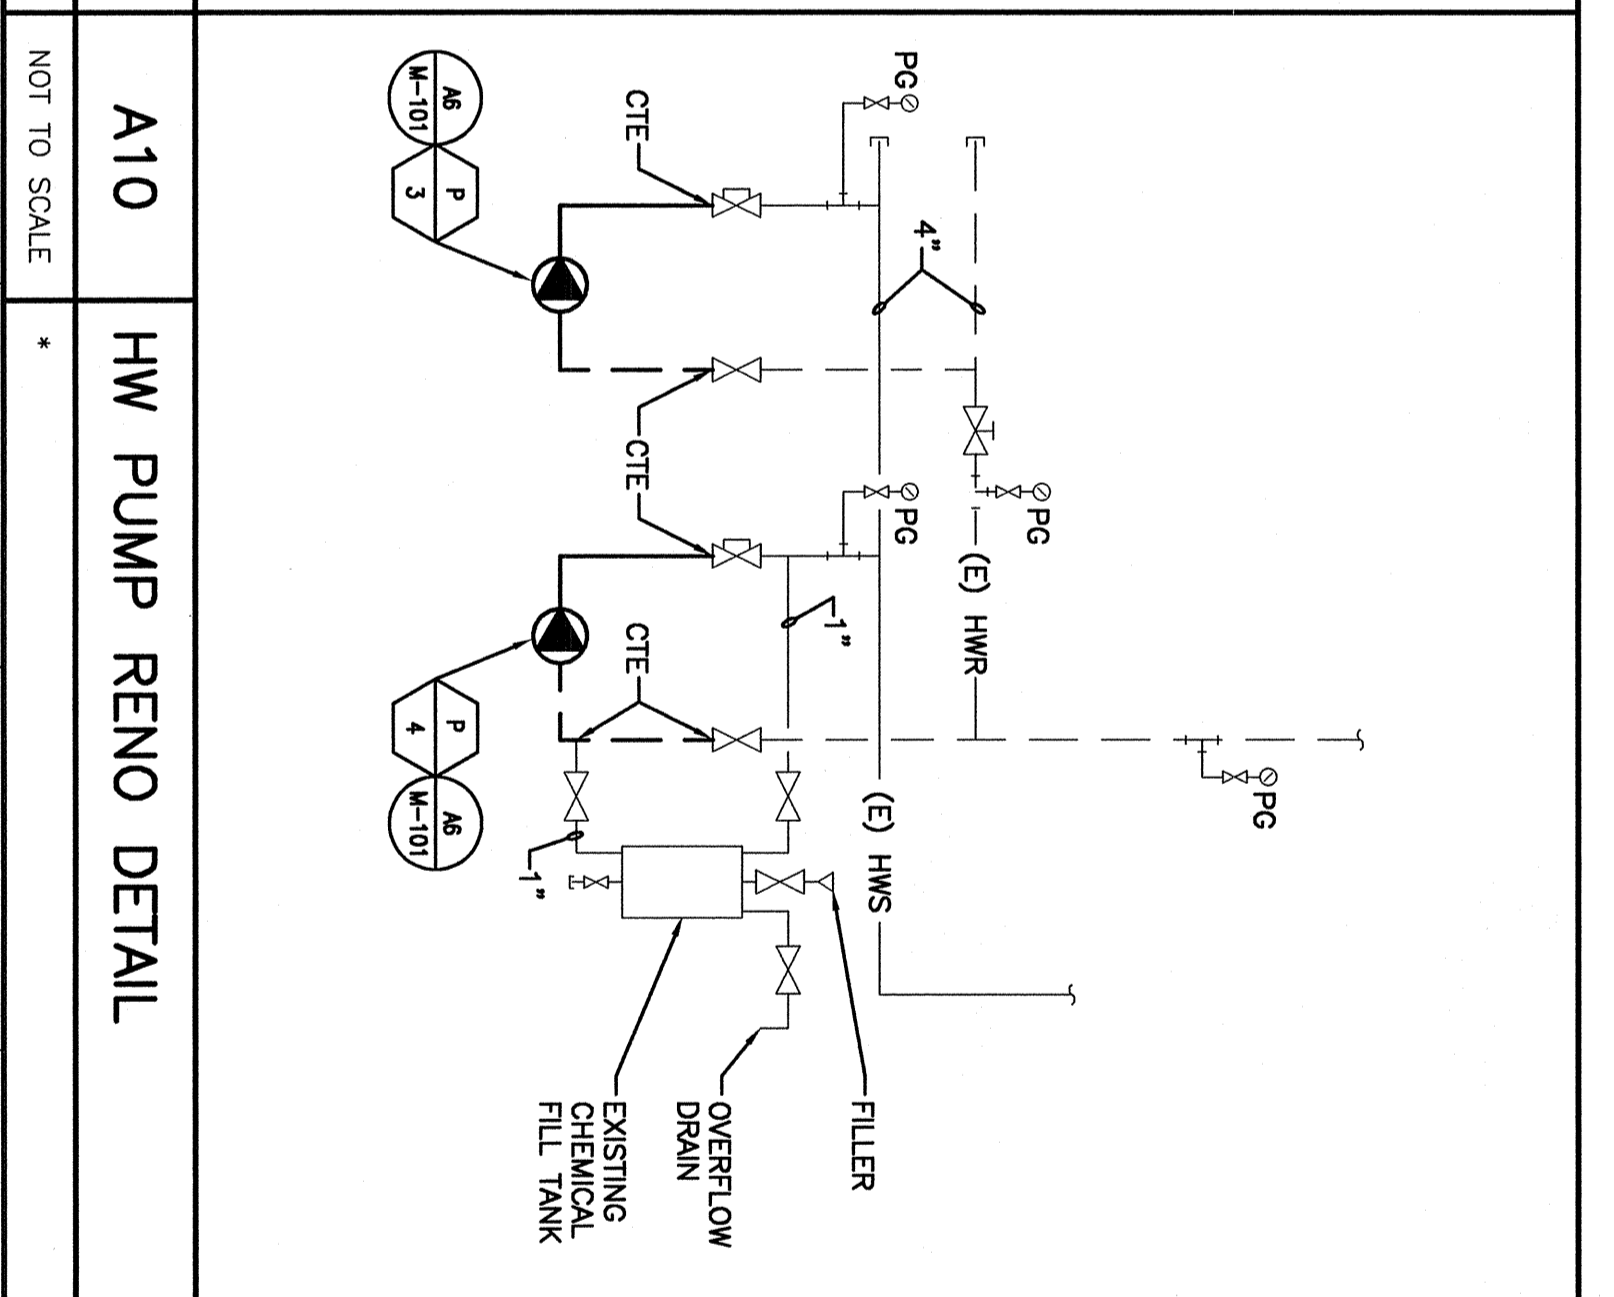 PG
PG
PG
(E) HWR
PG
4"
(E) HWS
1"
FILLER
CTE
CTE
CTE
OVERFLOW
DRAIN
EXISTING
CHEMICAL
FILL TANK
1"
A6
M-101
P
3
P
4
A6
M-101
A10
HW PUMP RENO DETAIL
NOT TO SCALE
*